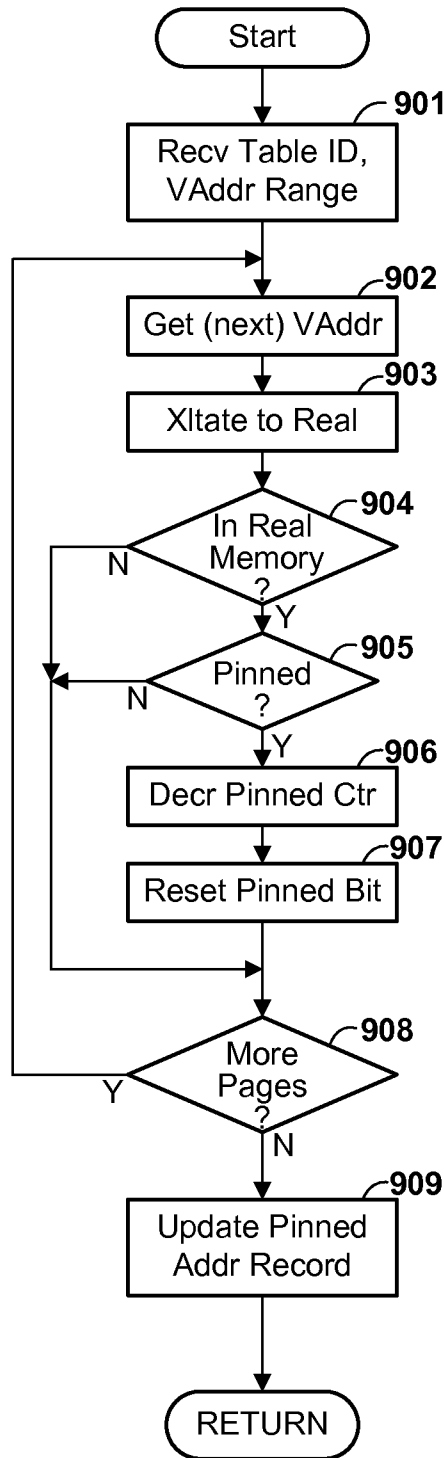 Start
901
Recv Table ID,
VAddr Range
902
Get (next) VAddr
903
Xltate to Real
904
In Real
Memory
?
N
Y
905
Pinned
?
N
Y
906
Decr Pinned Ctr
907
Reset Pinned Bit
908
More
Pages
?
Y
N
909
Update Pinned
Addr Record
RETURN